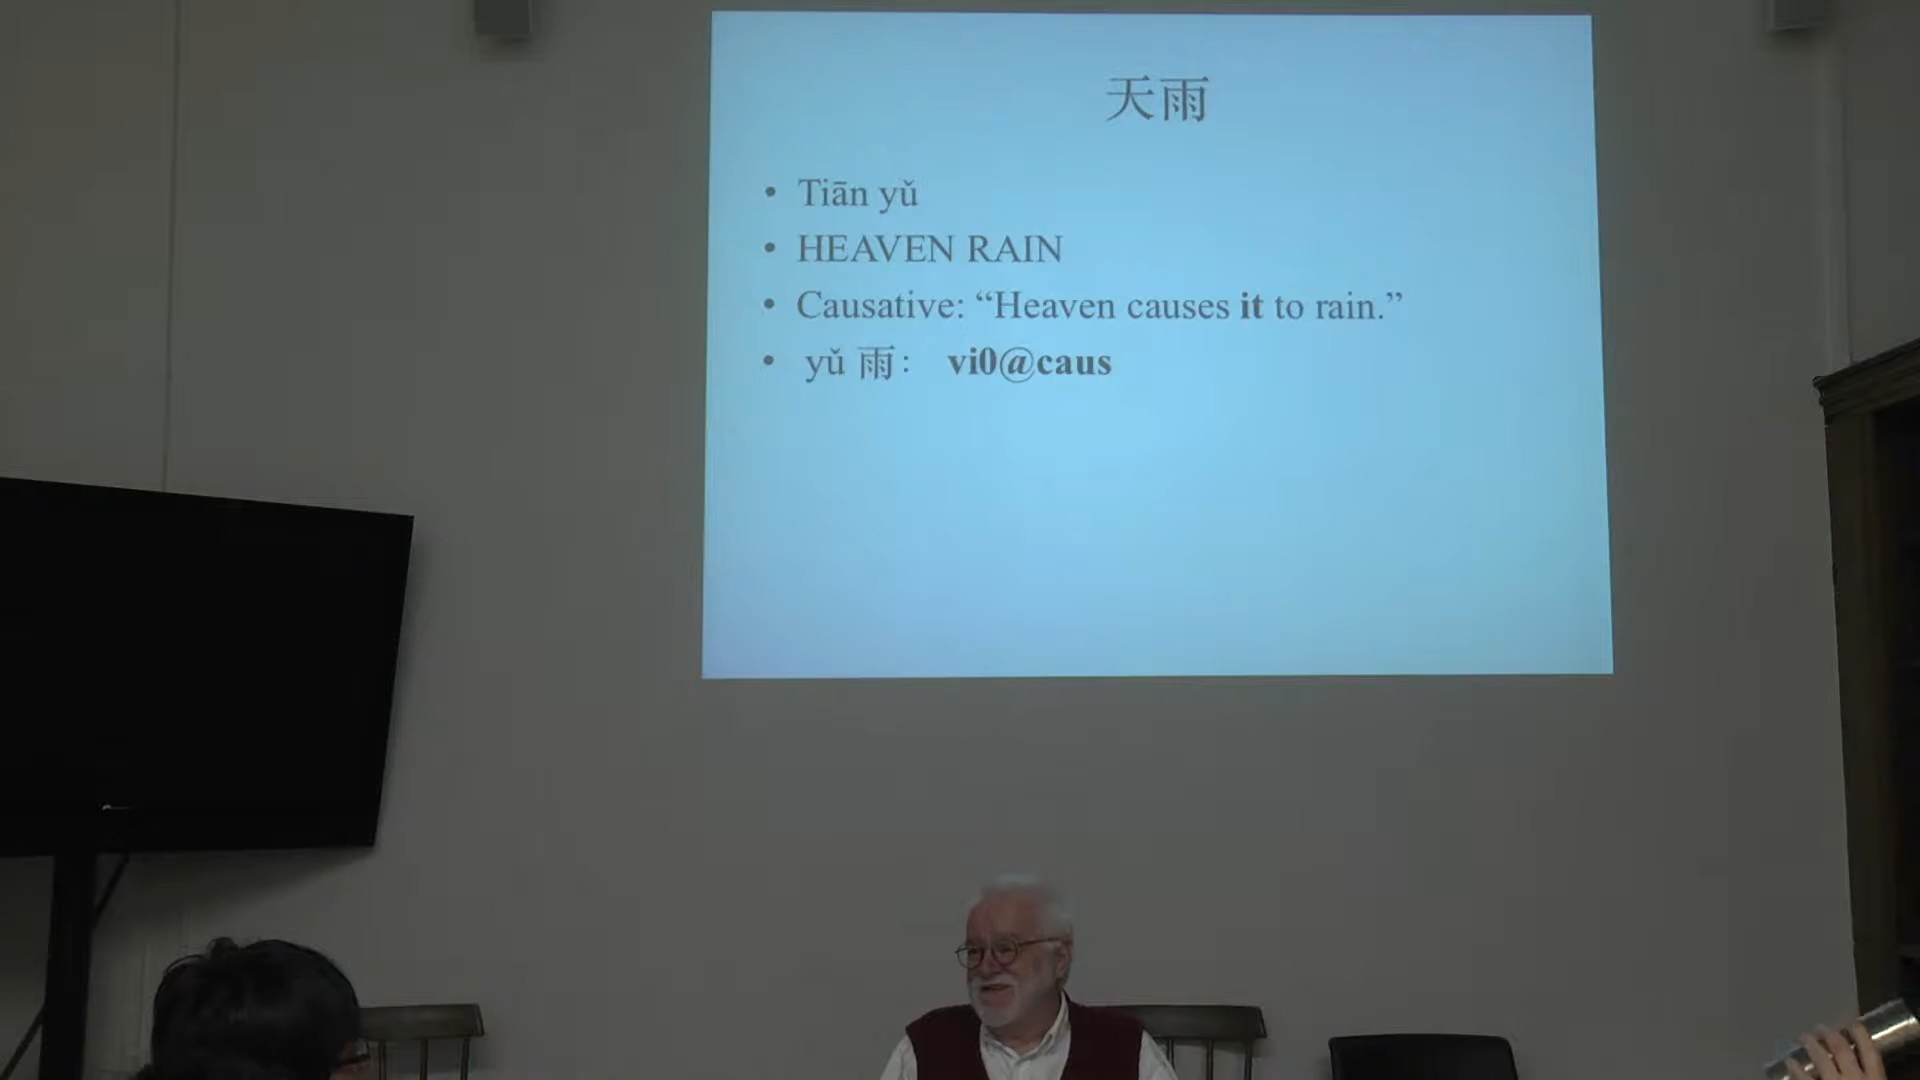 天雨
• Tiān yǔ
• HEAVEN RAIN
• Causative: “Heaven causes it to rain.”
• yǔ 雨： vi0@caus